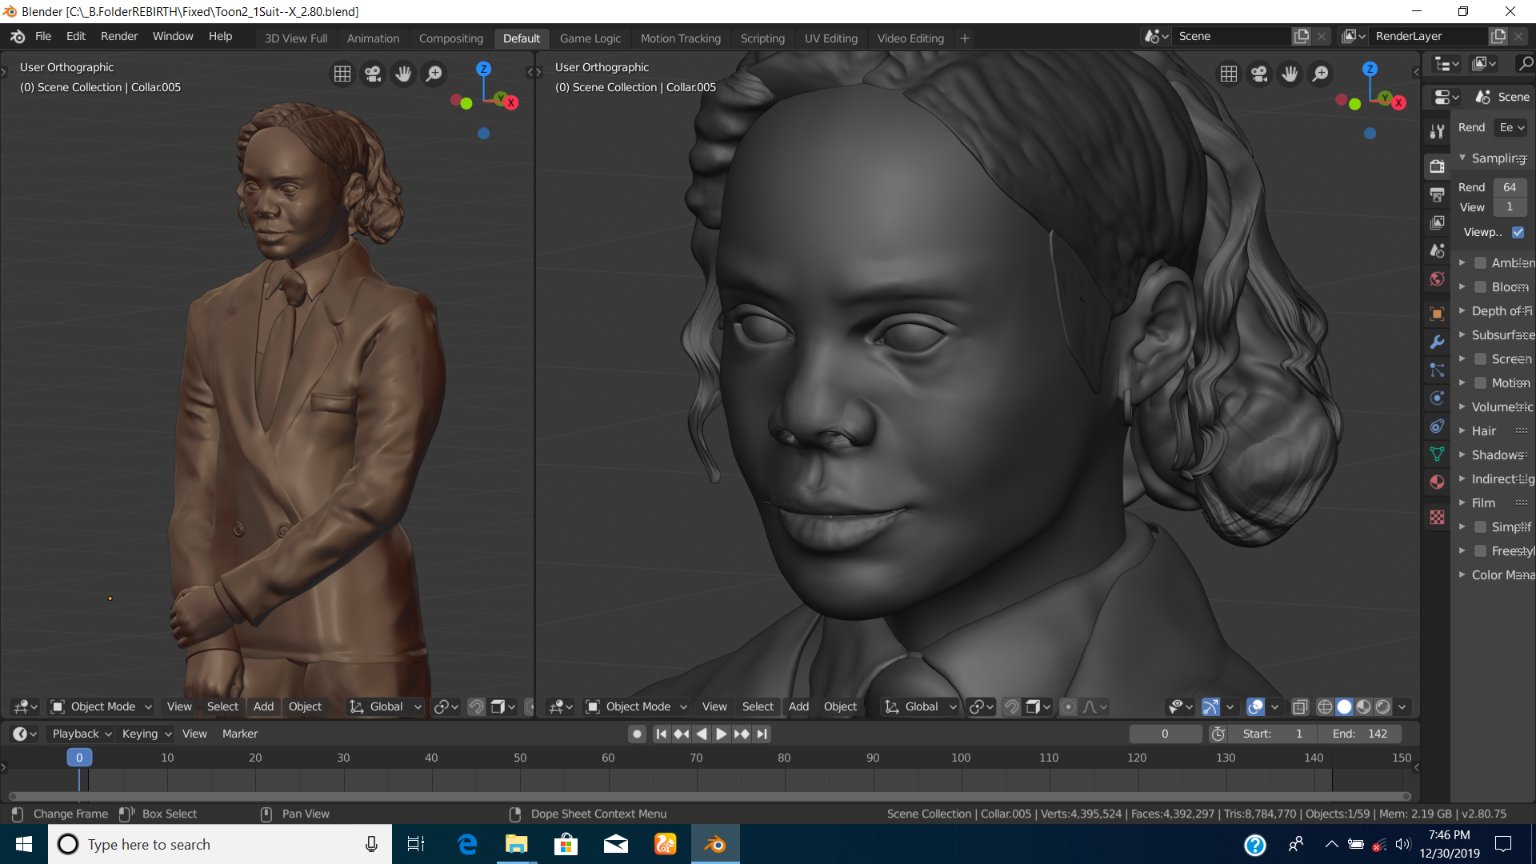 Blender [C:\_B.FolderREBIRTH\Fixed\Toon2_1Suit--X_2.80.blend]
File Edit Render Window Help 3D View Full Animation Compositing Default Game Logic Motion Tracking Scripting UV Editing Video Editing + Scene RenderLayer
User Orthographic
(0) Scene Collection | Collar.005
Z
Y
X
User Orthographic
(0) Scene Collection | Collar.005
Z
Y
X
Scene
Rend Ee
Sampling
Rend 64
View 1
Viewp..
Ambien
Bloom
Depth of Fi
Subsurface
Screen
Motion
Volumetric
Hair
Shadows
Indirect Lig
Film
Simplif
Freestyl
Color Mana
Object Mode View Select Add Object Global
Object Mode View Select Add Object Global
Playback Keying View Marker 0 Start: 1 End: 142
0 10 20 30 40 50 60 70 80 90 100 110 120 130 140 150
Change Frame Box Select Pan View Dope Sheet Context Menu Scene Collection | Collar.005 | Verts:4,395,524 | Faces:4,392,297 | Tris:8,784,770 | Objects:1/59 | Mem: 2.19 GB | v2.80.75
Type here to search
7:46 PM
12/30/2019